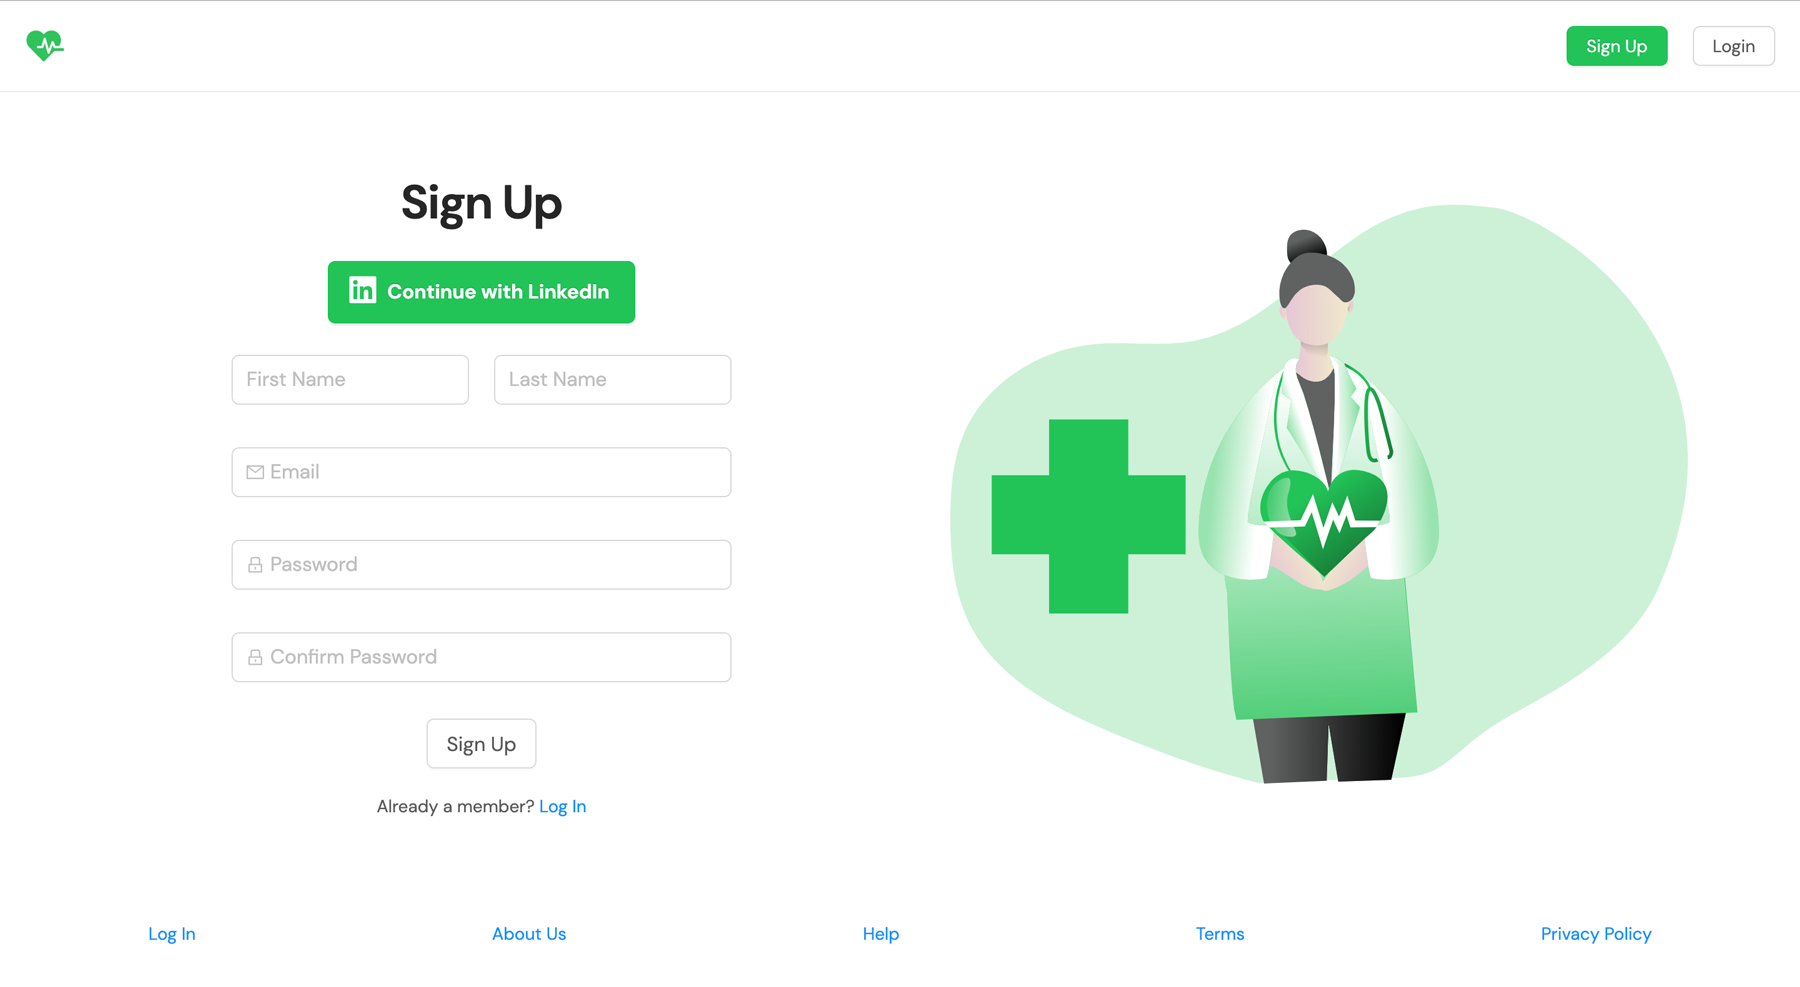 Sign Up
Login
Sign Up
in Continue with LinkedIn
First Name
Last Name
Email
Password
Confirm Password
Sign Up
Already a member? Log In
Log In
About Us
Help
Terms
Privacy Policy